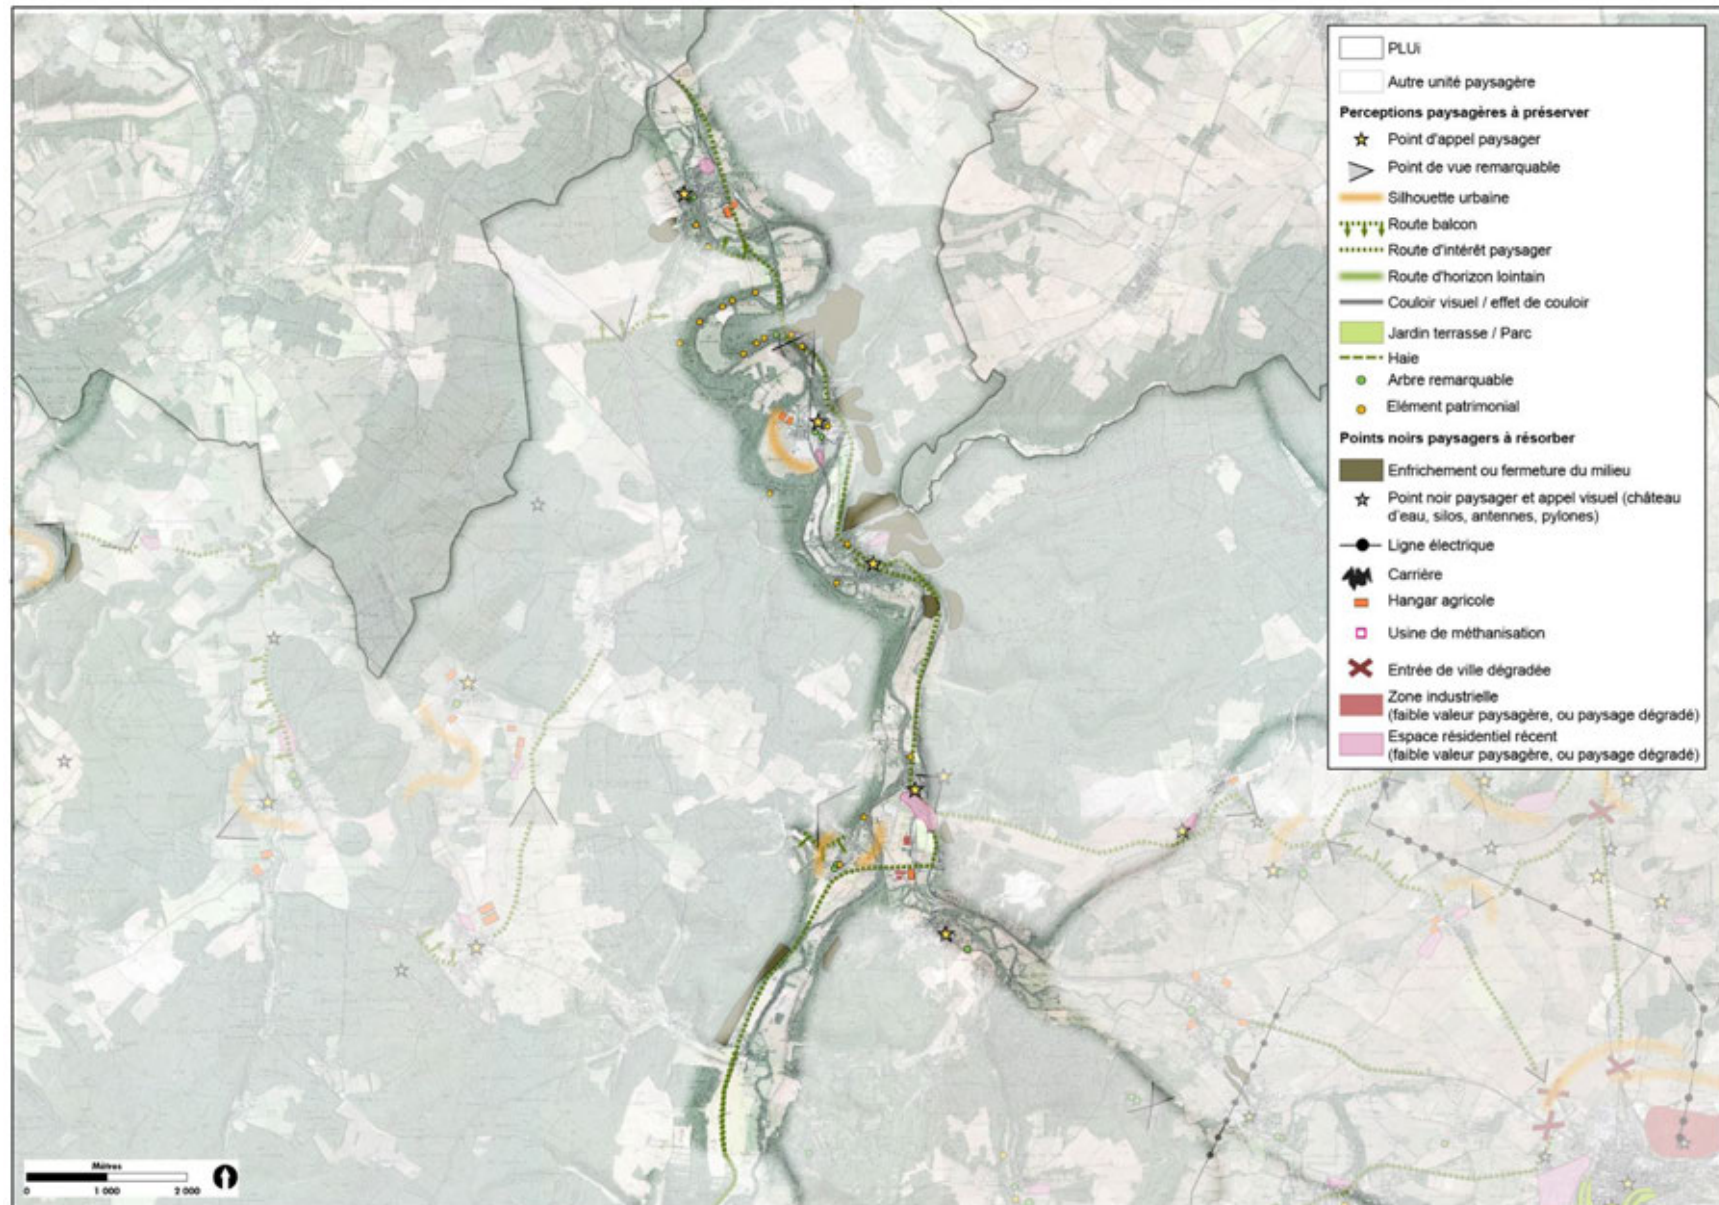 PLUi
Autre unité paysagère
Perceptions paysagères à préserver
Point d'appel paysager
Point de vue remarquable
Silhouette urbaine
Route balcon
Route d'intérêt paysager
Route d'horizon lointain
Couloir visuel / effet de couloir
Jardin terrasse / Parc
Haie
Arbre remarquable
Elément patrimonial
Points noirs paysagers à résorber
Enfrichement ou fermeture du milieu
Point noir paysager et appel visuel (château
d'eau, silos, antennes, pylones)
Ligne électrique
Carrière
Hangar agricole
Usine de méthanisation
Entrée de ville dégradée
Zone industrielle
(faible valeur paysagère, ou paysage dégradé)
Espace résidentiel récent
(faible valeur paysagère, ou paysage dégradé)
Mètres
0 1 000 2 000